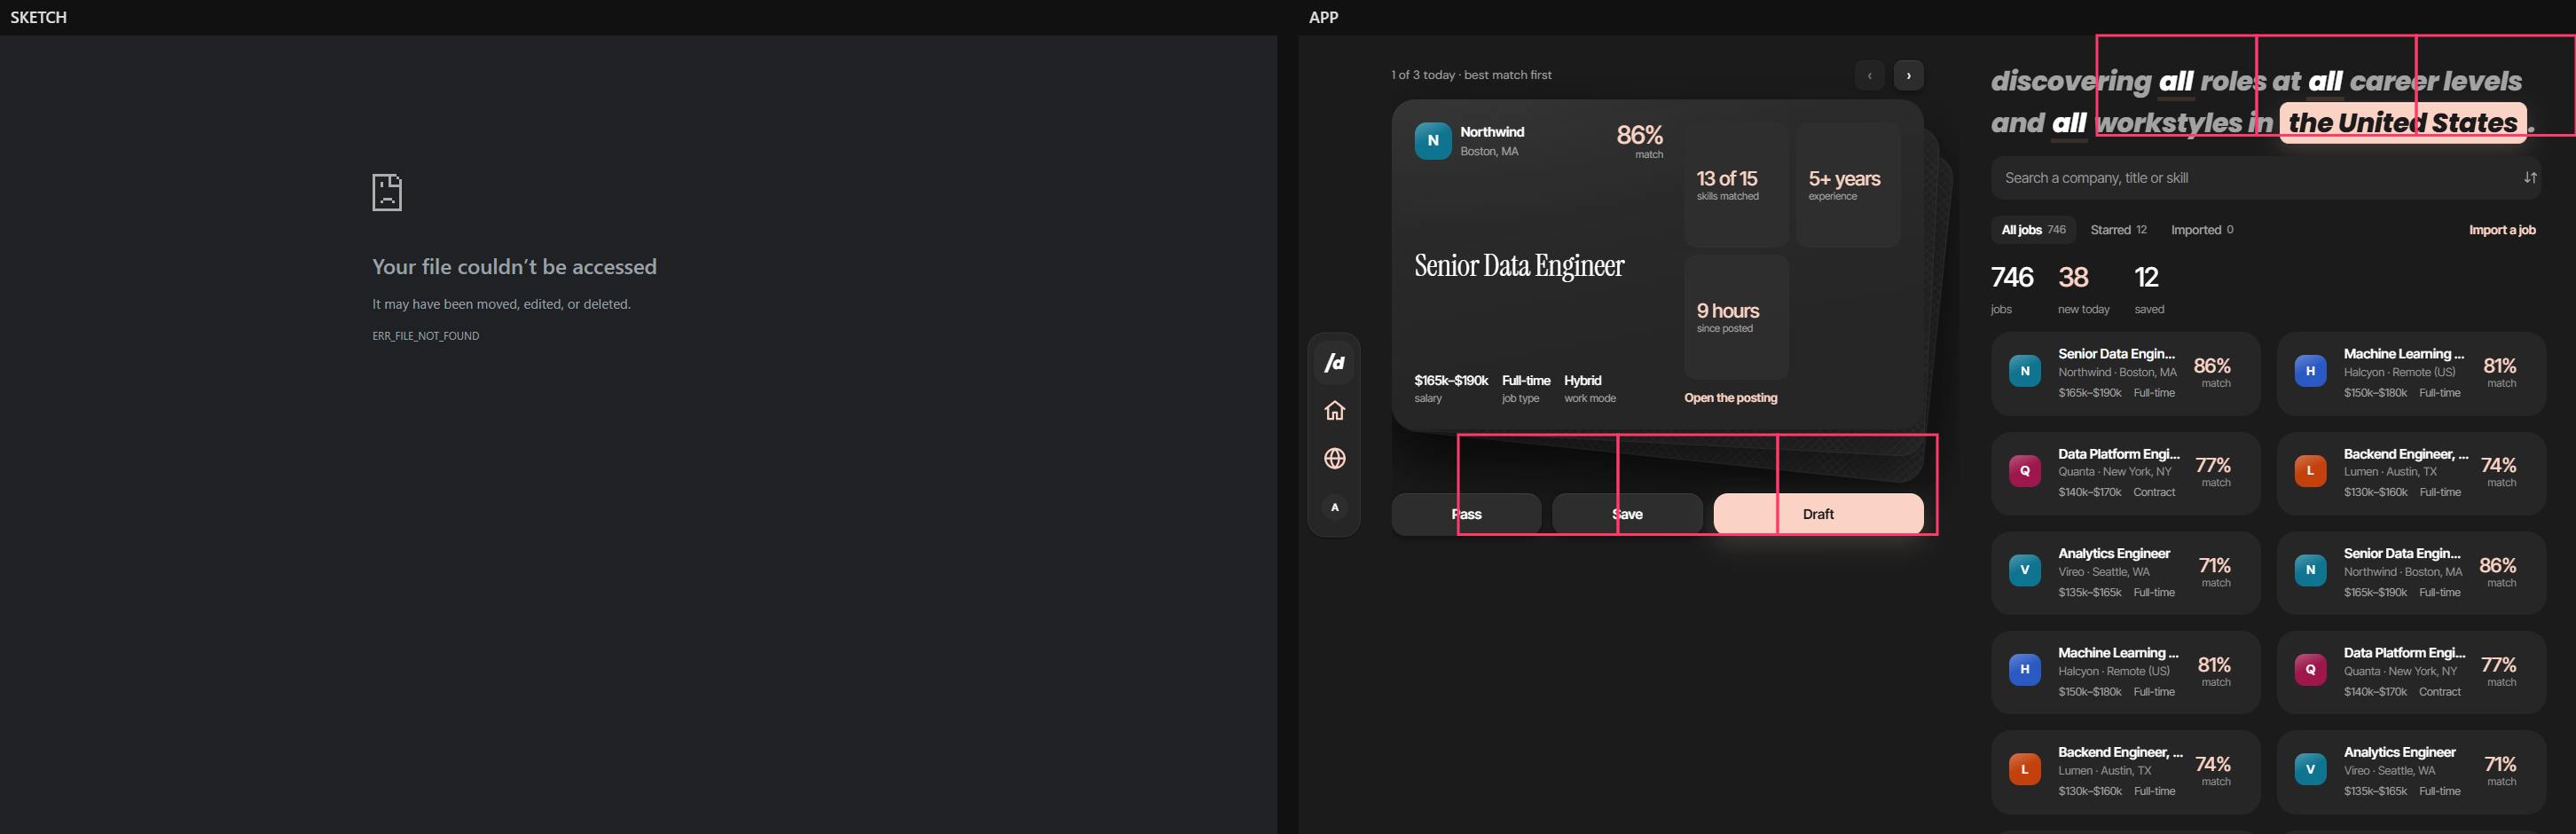 SKETCH
Your file couldn't be accessed
It may have been moved, edited, or deleted.
ERR_FILE_NOT_FOUND
APP
/d
A
1 of 3 today · best match first
‹ ›
N
Northwind
Boston, MA
86%
match
Senior Data Engineer
$165k–$190k Full-time Hybrid
salary job type work mode
13 of 15
skills matched
5+ years
experience
9 hours
since posted
Open the posting
Pass
Save
Draft
discovering all roles at all career levels
and all workstyles in the United States .
Search a company, title or skill
All jobs 746 Starred 12 Imported 0 Import a job
746 38 12
jobs new today saved
N
Senior Data Engin...
Northwind · Boston, MA
$165k–$190k Full-time
86%
match
H
Machine Learning ...
Halcyon · Remote (US)
$150k–$180k Full-time
81%
match
Q
Data Platform Engi...
Quanta · New York, NY
$140k–$170k Contract
77%
match
L
Backend Engineer, ...
Lumen · Austin, TX
$130k–$160k Full-time
74%
match
V
Analytics Engineer
Vireo · Seattle, WA
$135k–$165k Full-time
71%
match
N
Senior Data Engin...
Northwind · Boston, MA
$165k–$190k Full-time
86%
match
H
Machine Learning ...
Halcyon · Remote (US)
$150k–$180k Full-time
81%
match
Q
Data Platform Engi...
Quanta · New York, NY
$140k–$170k Contract
77%
match
L
Backend Engineer, ...
Lumen · Austin, TX
$130k–$160k Full-time
74%
match
V
Analytics Engineer
Vireo · Seattle, WA
$135k–$165k Full-time
71%
match